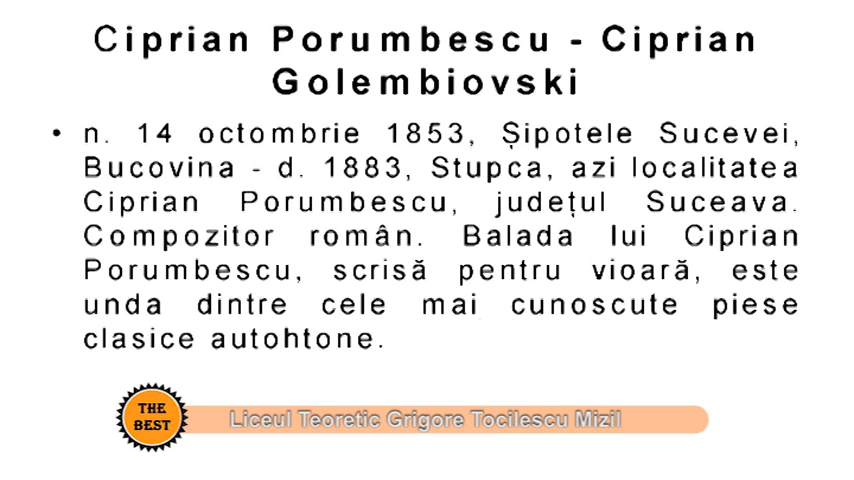 Ciprian Porumbescu - Ciprian
Golembiovski
• n. 14 octombrie 1853, Șipotele Sucevei,
Bucovina - d. 1883, Stupca, azi localitatea
Ciprian Porumbescu, județul Suceava.
Compozitor român. Balada lui Ciprian
Porumbescu, scrisă pentru vioară, este
unda dintre cele mai cunoscute piese
clasice autohtone.
THE
BEST
Liceul Teoretic Grigore Tocilescu Mizil